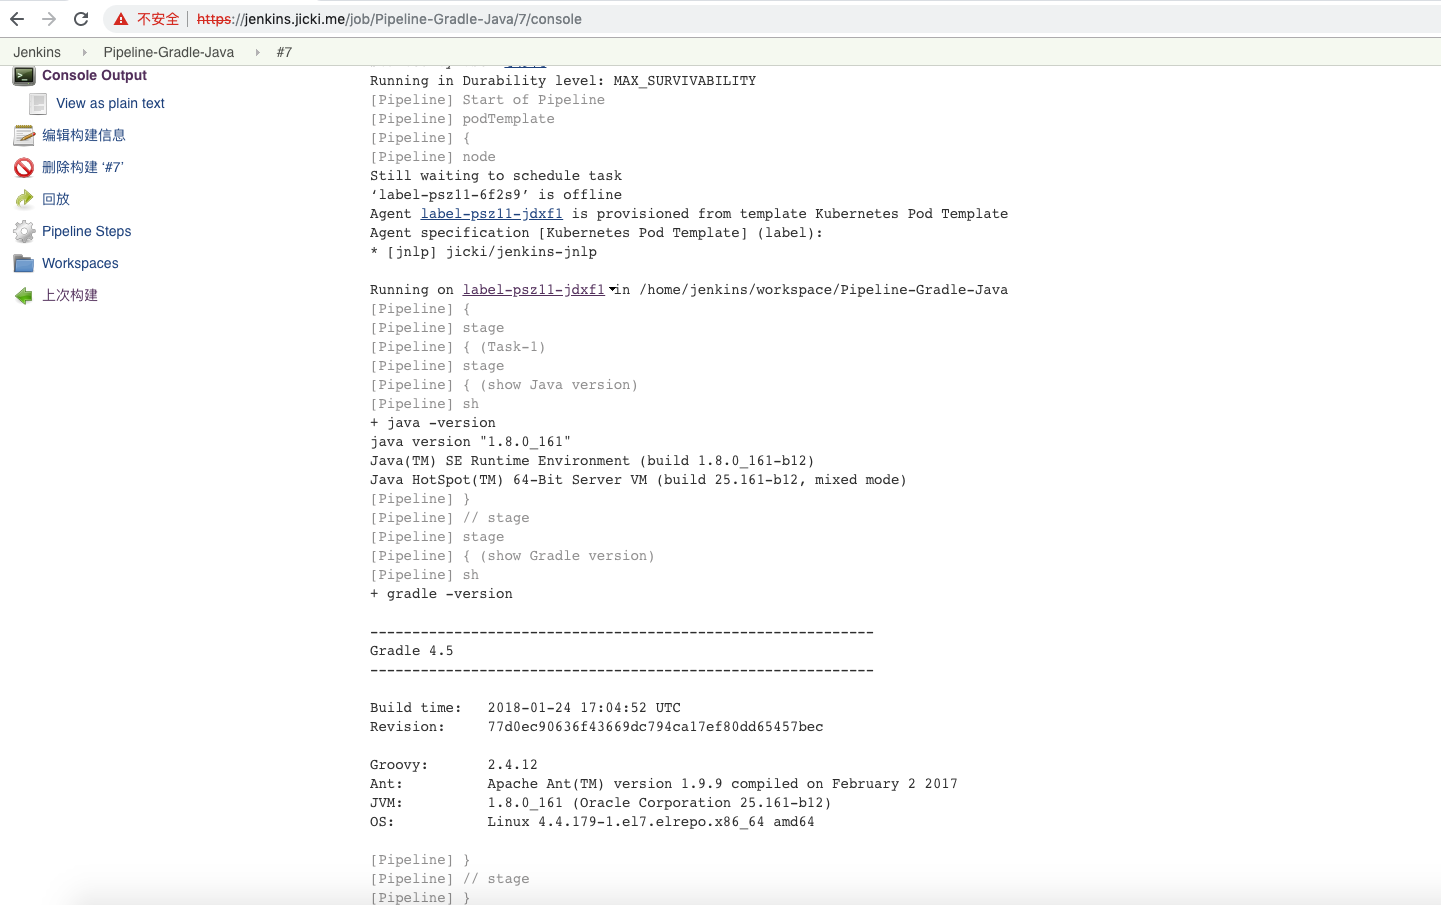 不安全 https://jenkins.jicki.me/job/Pipeline-Gradle-Java/7/console
Jenkins Pipeline-Gradle-Java #7
Console Output
View as plain text
编辑构建信息
删除构建 ‘#7’
回放
Pipeline Steps
Workspaces
上次构建
Running in Durability level: MAX_SURVIVABILITY
[Pipeline] Start of Pipeline
[Pipeline] podTemplate
[Pipeline] {
[Pipeline] node
Still waiting to schedule task
‘label-psz11-6f2s9’ is offline
Agent label-psz11-jdxf1 is provisioned from template Kubernetes Pod Template
Agent specification [Kubernetes Pod Template] (label):
* [jnlp] jicki/jenkins-jnlp
Running on label-psz11-jdxf1 in /home/jenkins/workspace/Pipeline-Gradle-Java
[Pipeline] {
[Pipeline] stage
[Pipeline] { (Task-1)
[Pipeline] stage
[Pipeline] { (show Java version)
[Pipeline] sh
+ java -version
java version "1.8.0_161"
Java(TM) SE Runtime Environment (build 1.8.0_161-b12)
Java HotSpot(TM) 64-Bit Server VM (build 25.161-b12, mixed mode)
[Pipeline] }
[Pipeline] // stage
[Pipeline] stage
[Pipeline] { (show Gradle version)
[Pipeline] sh
+ gradle -version
------------------------------------------------------------
Gradle 4.5
------------------------------------------------------------
Build time: 2018-01-24 17:04:52 UTC
Revision: 77d0ec90636f43669dc794ca17ef80dd65457bec
Groovy: 2.4.12
Ant: Apache Ant(TM) version 1.9.9 compiled on February 2 2017
JVM: 1.8.0_161 (Oracle Corporation 25.161-b12)
OS: Linux 4.4.179-1.el7.elrepo.x86_64 amd64
[Pipeline] }
[Pipeline] // stage
[Pipeline] }